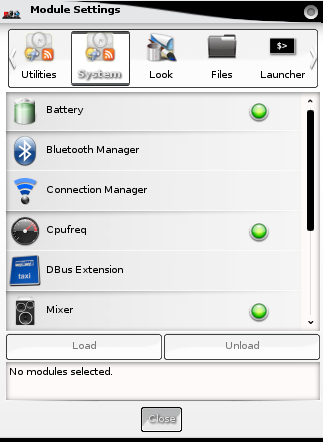 Module Settings
Utilities System Look Files Launcher
$>
Battery
Bluetooth Manager
Connection Manager
Cpufreq
DBus Extension
taxi
Mixer
Load Unload
No modules selected.
Close